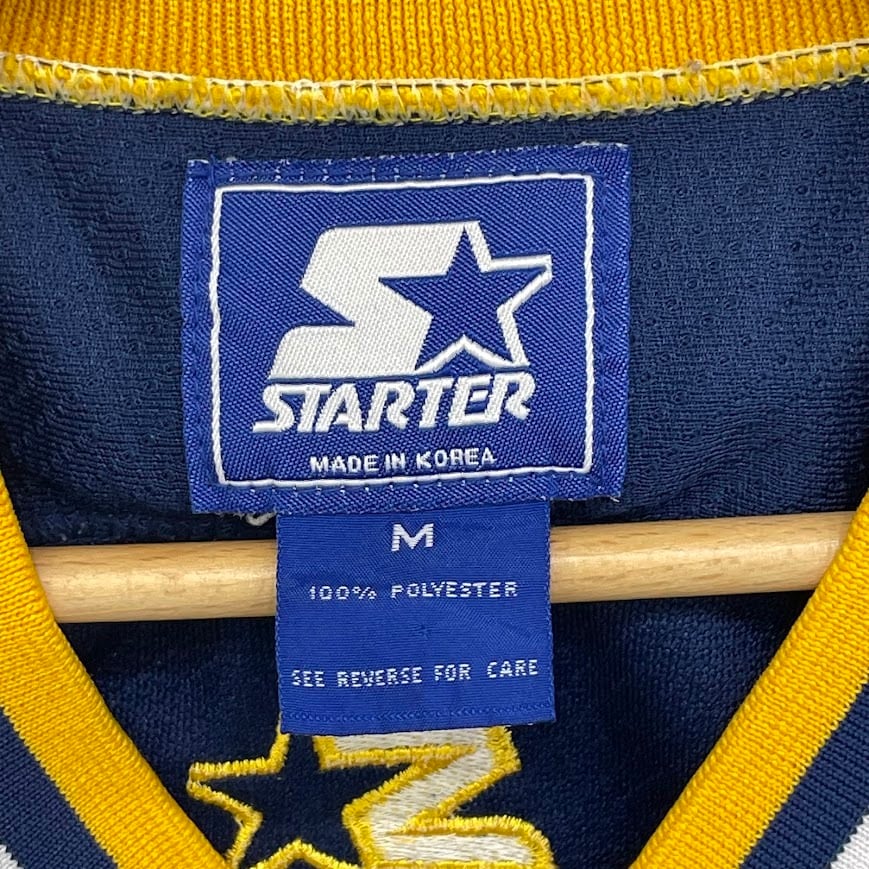 STARTER
MADE IN KOREA
M
100% POLYESTER
SEE REVERSE FOR CARE